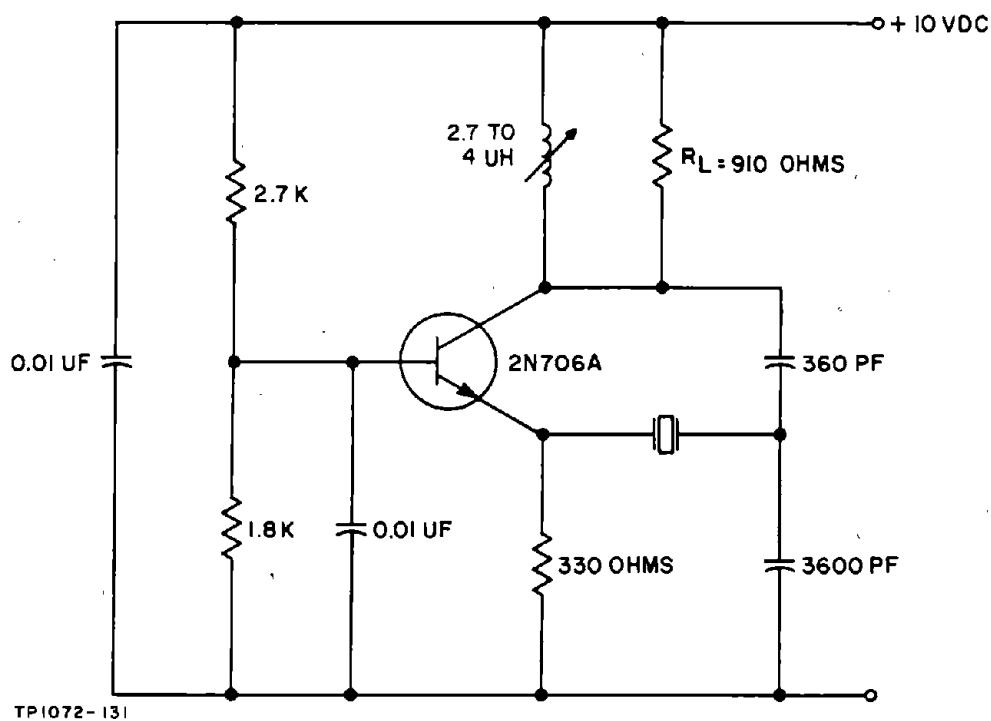 + 10 VDC
2.7 TO
4 UH
RL = 910 OHMS
2.7 K
0.01 UF
2N706A
360 PF
1.8 K
0.01 UF
330 OHMS
3600 PF
TP1072-131